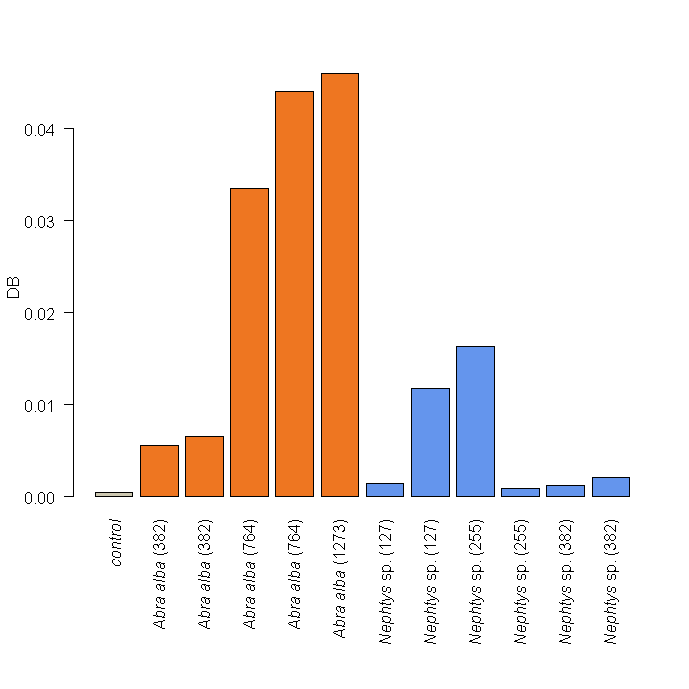 0.04
0.03
DB
0.02
0.01
0.00
control
Abra alba (382)
Abra alba (382)
Abra alba (764)
Abra alba (764)
Abra alba (1273)
Nephtys sp. (127)
Nephtys sp. (127)
Nephtys sp. (255)
Nephtys sp. (255)
Nephtys sp. (382)
Nephtys sp. (382)